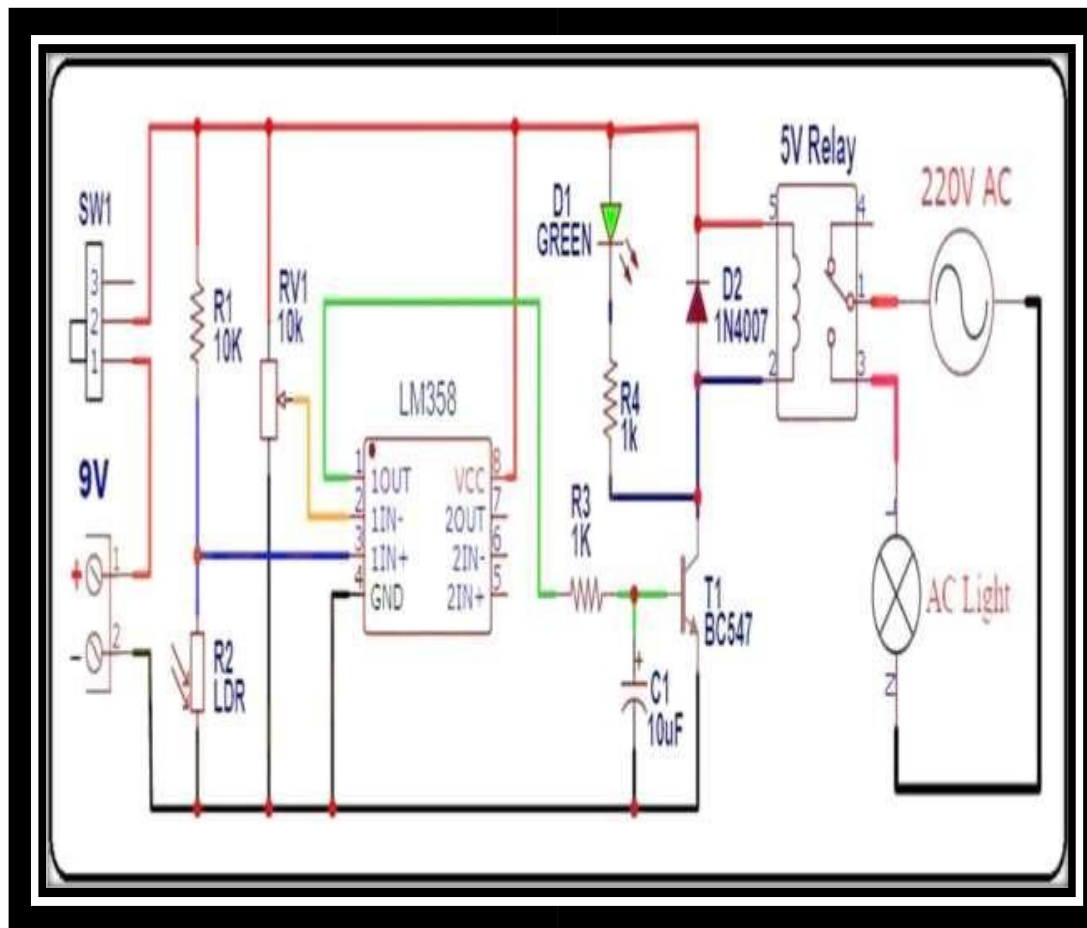 SW1
3
2
1
9V
+
1
-
2
R1
10K
R2
LDR
RV1
10k
LM358
1
2
3
1OUT
1IN-
1IN+
GND
VCC
2OUT
2IN-
2IN+
8
7
6
5
D1
GREEN
R4
1k
R3
1K
C1
+
10uF
T1
BC547
D2
1N4007
5V Relay
5
2
4
1
3
220V AC
L
AC Light
N